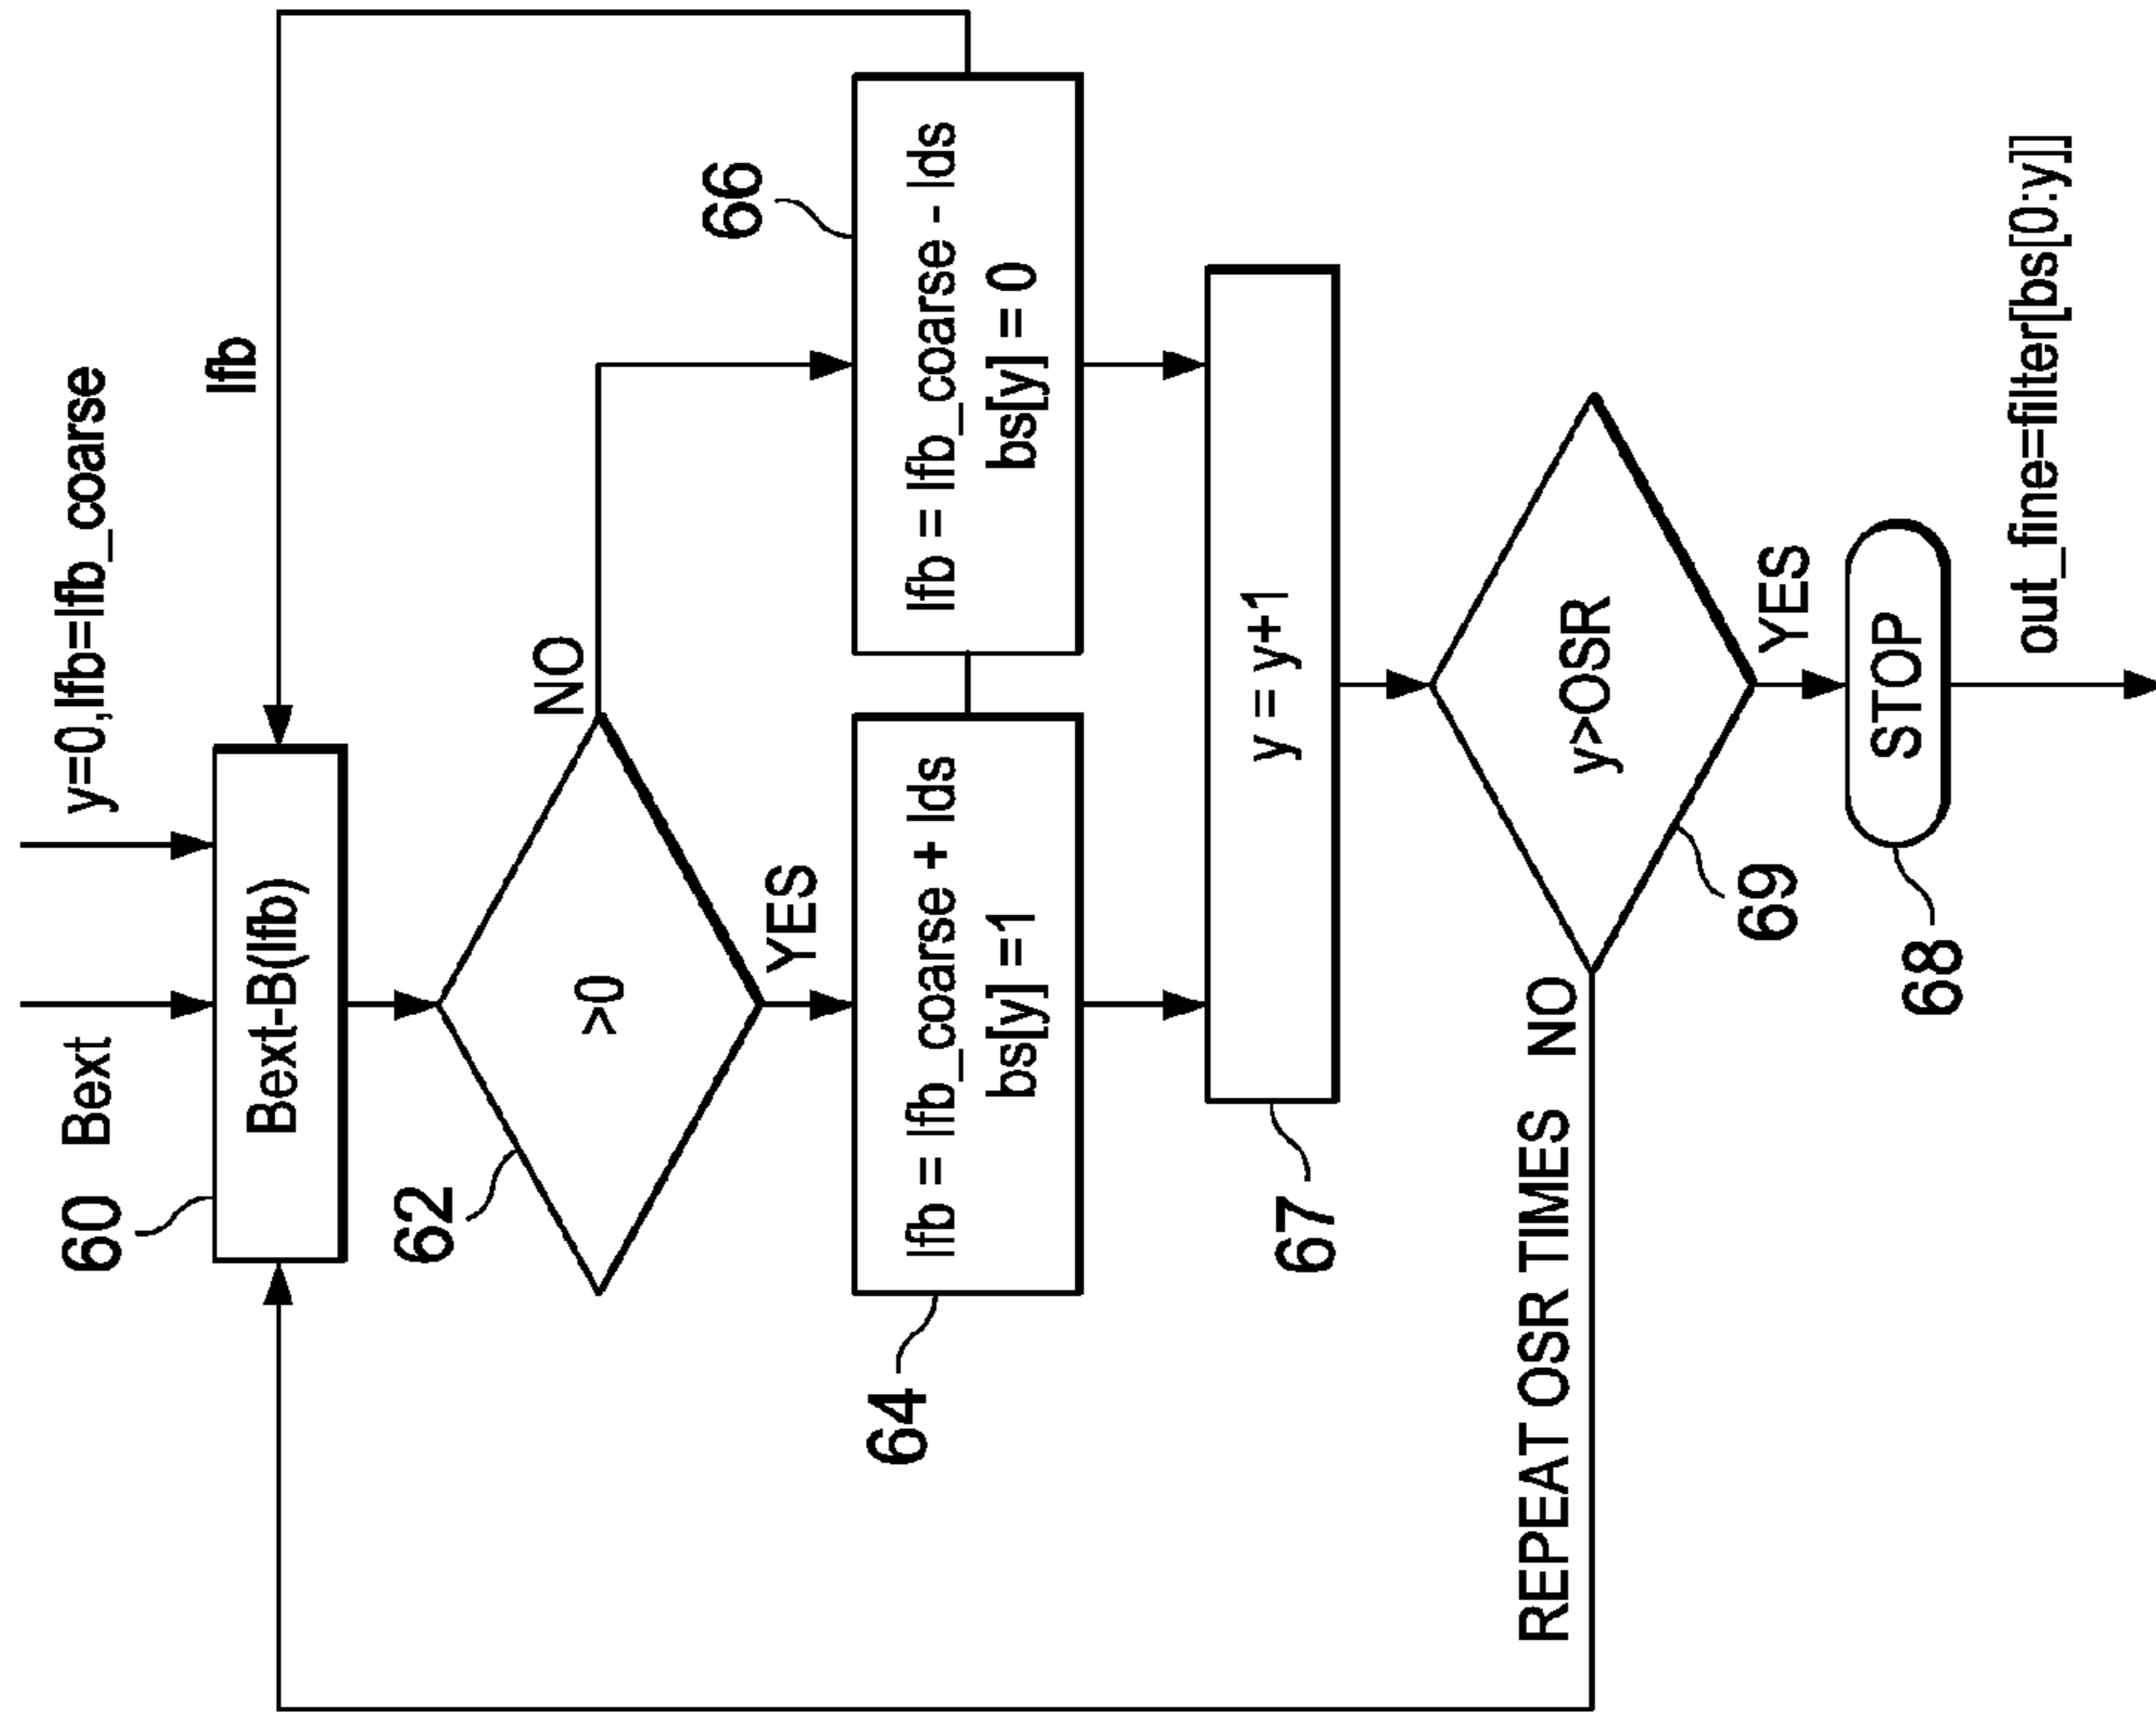 60
Bext
y=0,Ifb=Ifb_coarse
Bext-B(Ifb)
Ifb
62
>0
NO
YES
64
Ifb = Ifb_coarse + Ids
bs[y] =1
66
Ifb = Ifb_coarse - Ids
bs[y] = 0
67
y = y+1
REPEAT OSR TIMES
NO
y>OSR
69
YES
68
STOP
out_fine=filter[bs[0:y]]